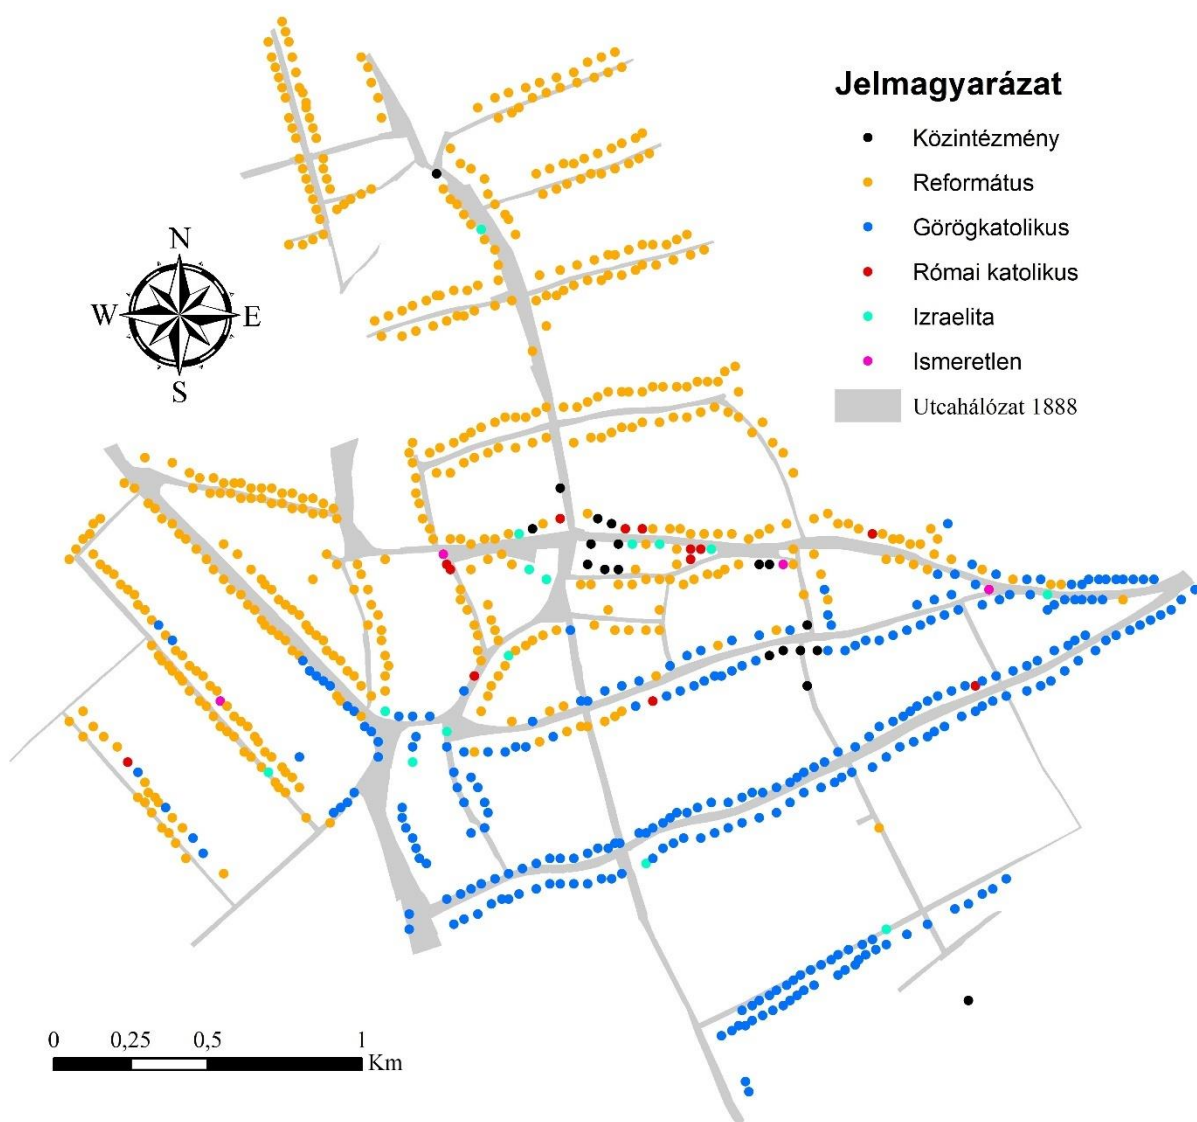 Jelmagyarázat
Közintézmény
Református
Görögkatolikus
Római katolikus
Izraelita
Ismeretlen
Utcahálózat 1888
N
W E
S
0 0,25 0,5 1
Km